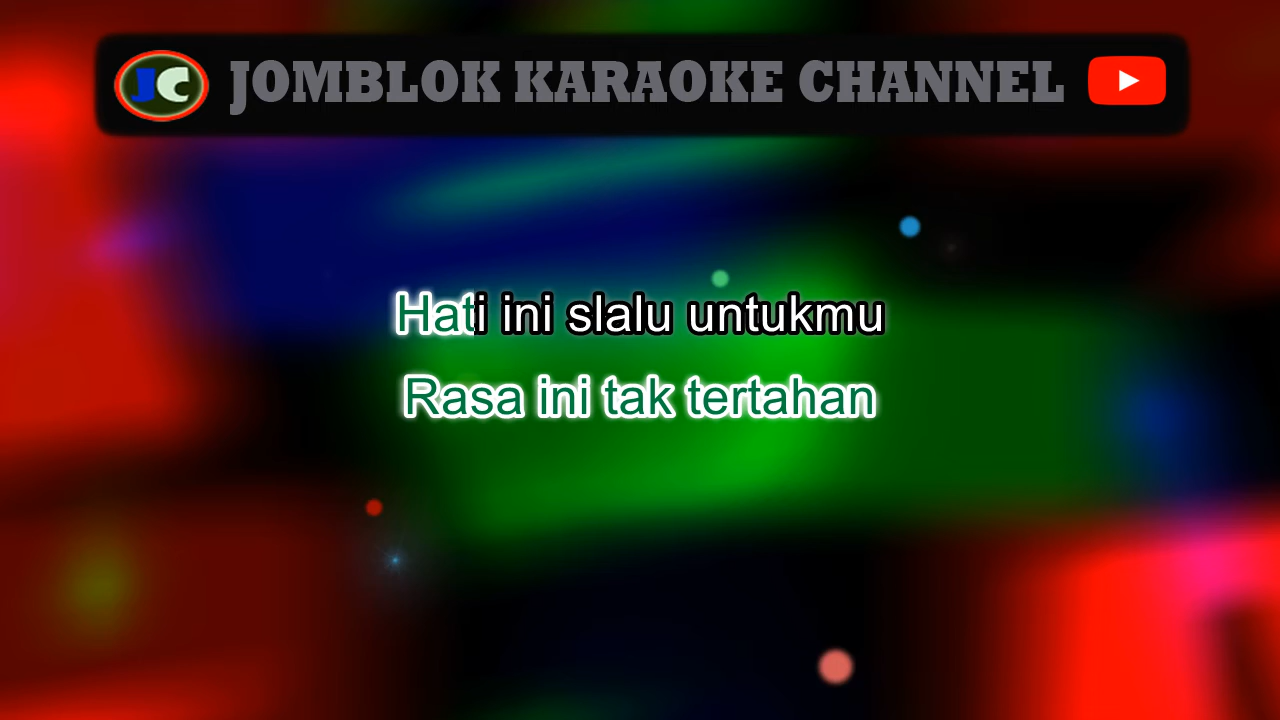 JC JOMBLOK KARAOKE CHANNEL
Hati ini slalu untukmu
Rasa ini tak tertahan